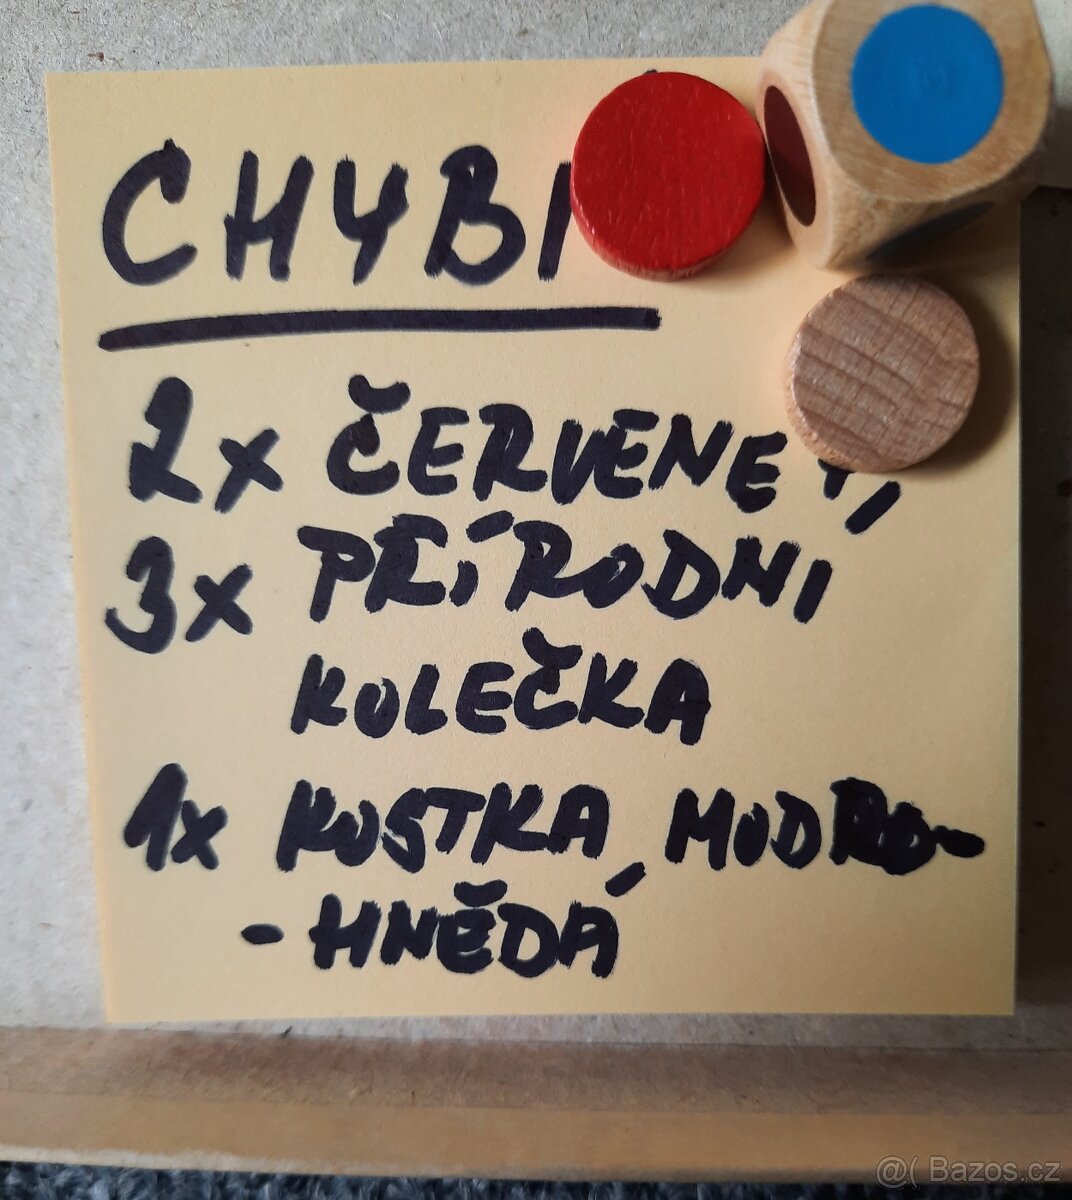 CHYBI
2x ČERVENE,
3x PŘÍRODNI
KOLEČKA
1x KOSTKA, MODRO-
-HNĚDÁ
@( Bazos.cz